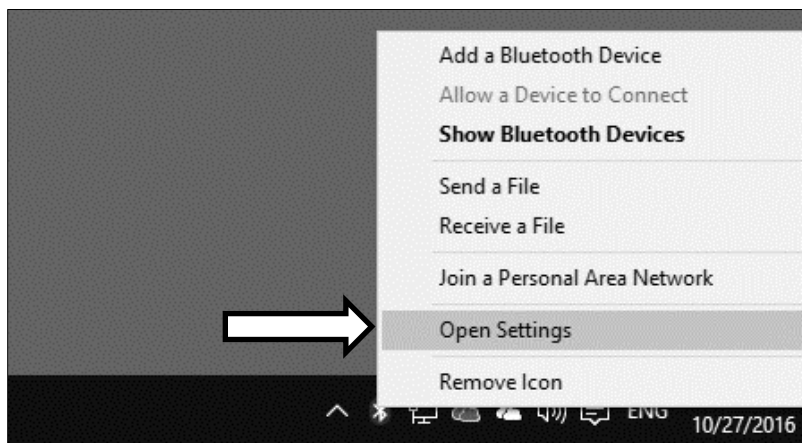 Add a Bluetooth Device
Allow a Device to Connect
Show Bluetooth Devices
Send a File
Receive a File
Join a Personal Area Network
Open Settings
Remove Icon
ENG
10/27/2016